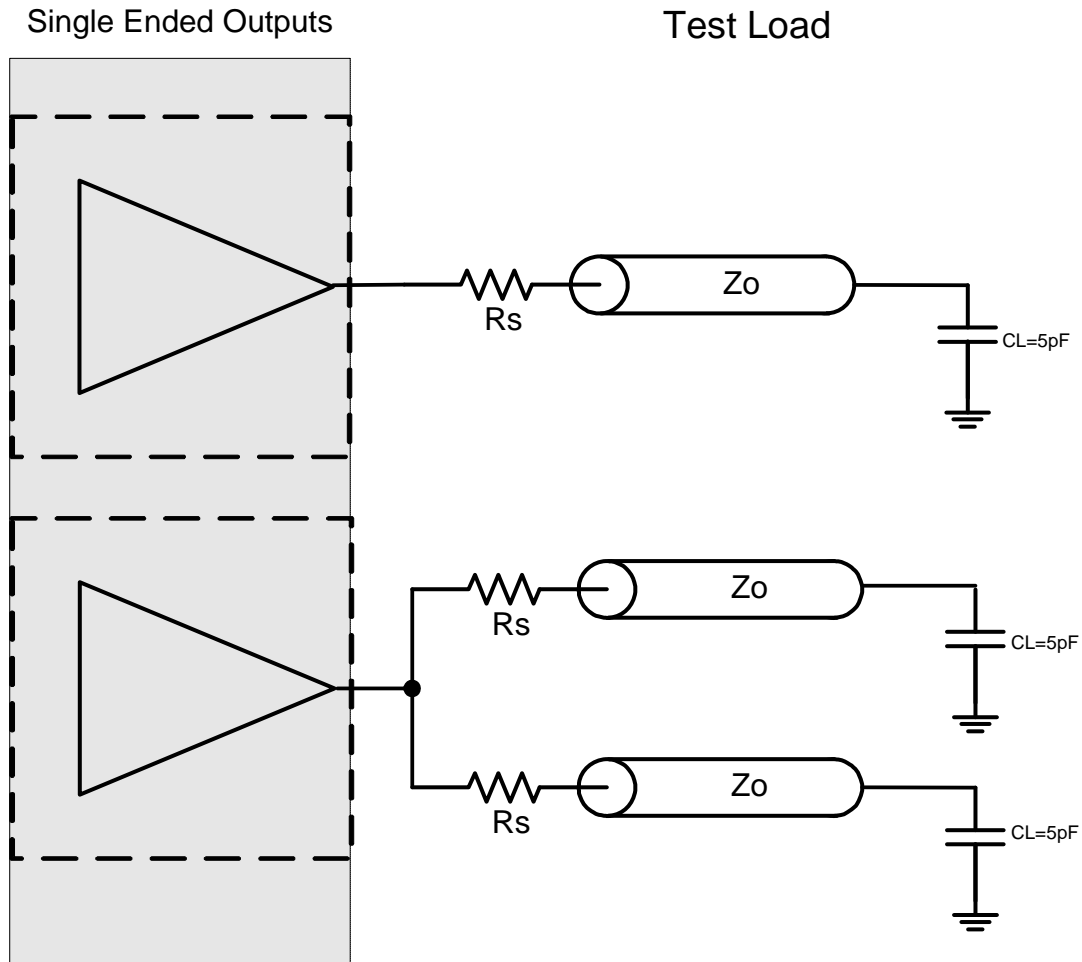 Single Ended Outputs
Test Load
Zo
Rs
CL=5pF
Zo
Rs
CL=5pF
Zo
Rs
CL=5pF